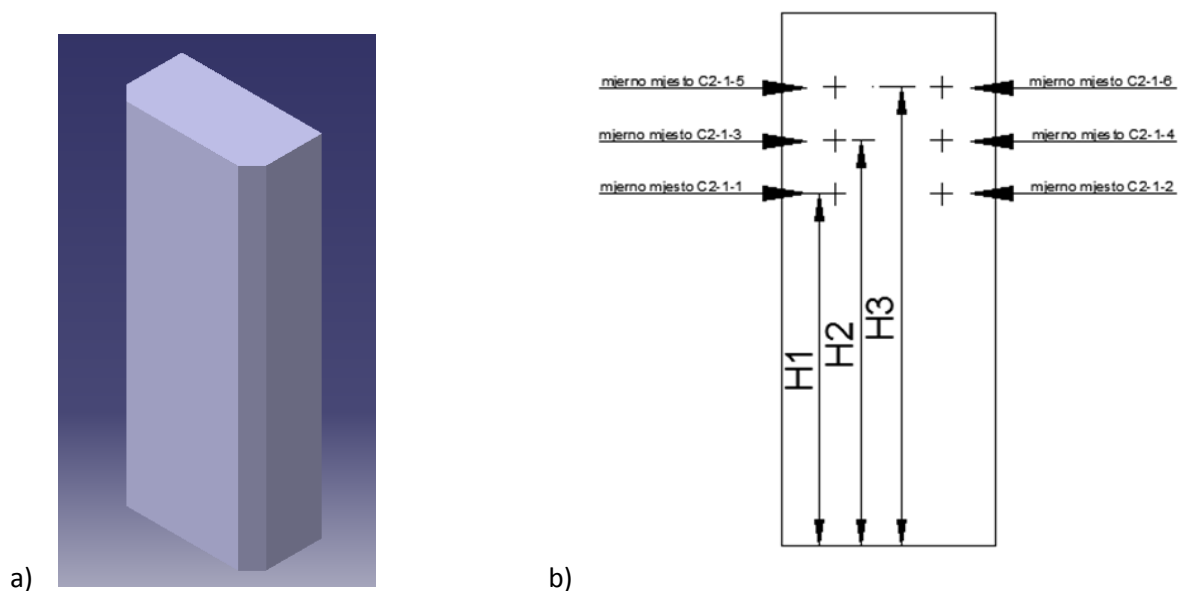 mjerno mjesto C2-1-5
mjerno mjesto C2-1-6
mjerno mjesto C2-1-3
mjerno mjesto C2-1-4
mjerno mjesto C2-1-1
mjerno mjesto C2-1-2
H1
H2
H3
a)
b)